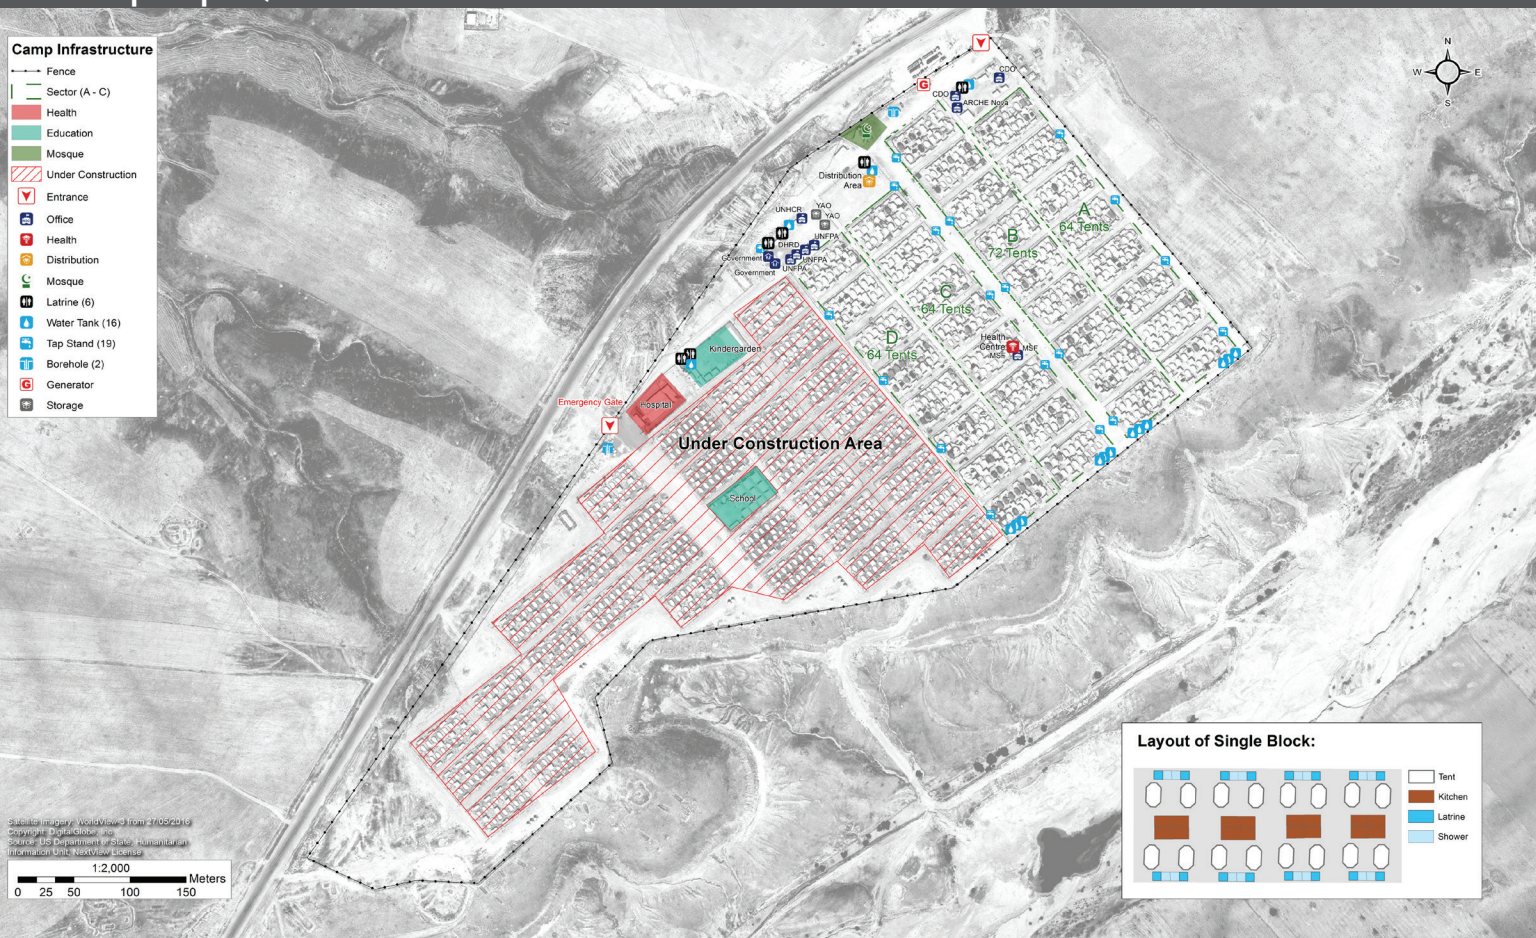 Camp Infrastructure
Fence
Sector (A - C)
Health
Education
Mosque
Under Construction
Entrance
Office
Health
Distribution
Mosque
Latrine (6)
Water Tank (16)
Tap Stand (19)
Borehole (2)
G Generator
Storage
N
W E
S
CDO
G
CDO
ARCHE Nova
Distribution
Area
UNHCR
YAO
YAO
UNFPA
DHRD
Government
UNFPA
UNFPA
Government
A
64 Tents
B
72 Tents
C
64 Tents
D
64 Tents
Health
Centre
MSF
MSF
Kindergarden
Hospital
Emergency Gate
Under Construction Area
School
Satellite Imagery: WorldView-3 from 27/05/2016
Copyright: DigitalGlobe, Inc.
Source: US Department of State, Humanitarian
Information Unit, NextView License
1:2,000
Meters
0 25 50 100 150
Layout of Single Block:
Tent
Kitchen
Latrine
Shower